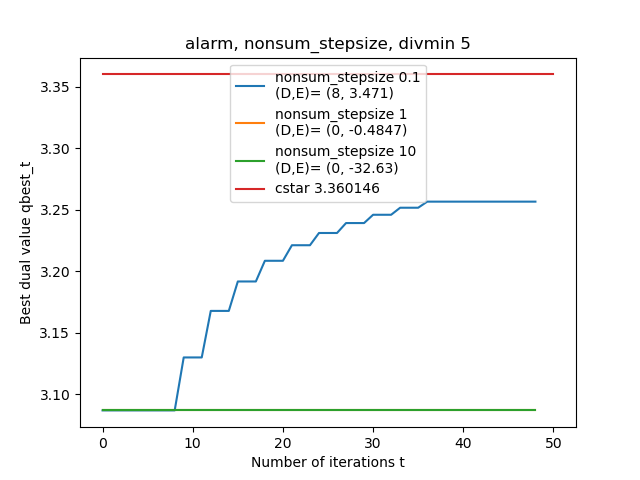 alarm, nonsum_stepsize, divmin 5
Best dual value qbest_t
3.35
3.30
3.25
3.20
3.15
3.10
nonsum_stepsize 0.1
(D,E)= (8, 3.471)
nonsum_stepsize 1
(D,E)= (0, -0.4847)
nonsum_stepsize 10
(D,E)= (0, -32.63)
cstar 3.360146
0 10 20 30 40 50
Number of iterations t